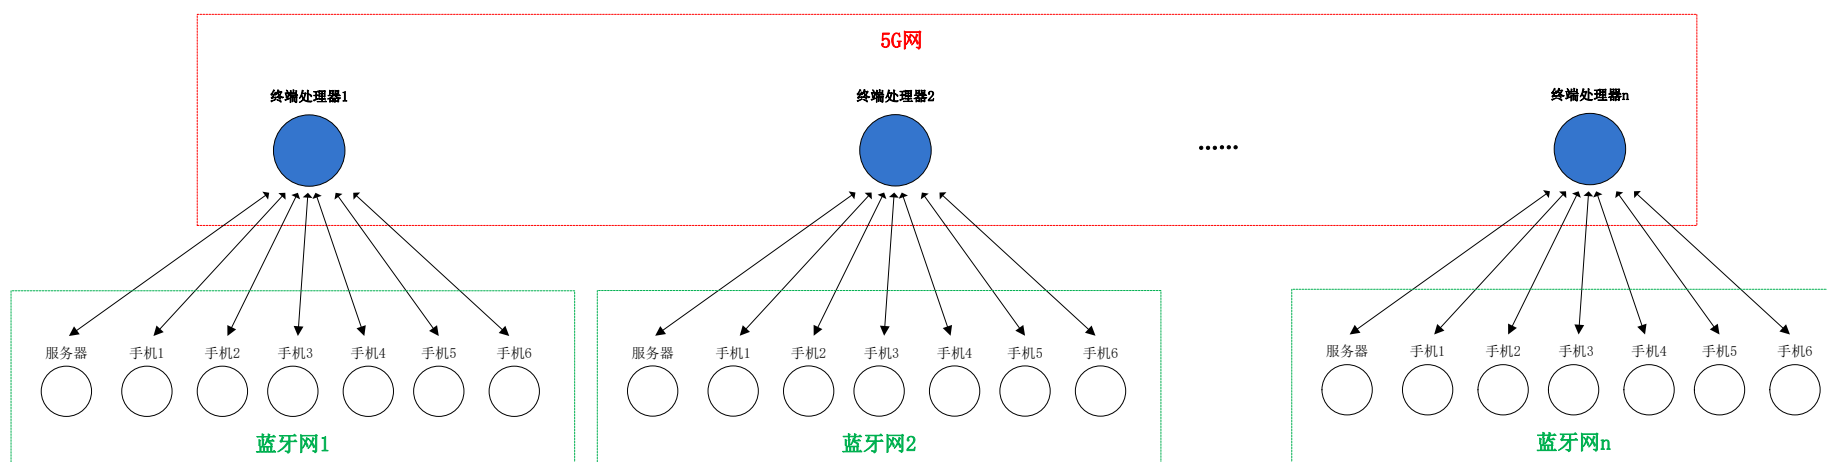 5G网
终端处理器1
终端处理器2
终端处理器n
......
服务器 手机1 手机2 手机3 手机4 手机5 手机6
服务器 手机1 手机2 手机3 手机4 手机5 手机6
服务器 手机1 手机2 手机3 手机4 手机5 手机6
蓝牙网1
蓝牙网2
蓝牙网n